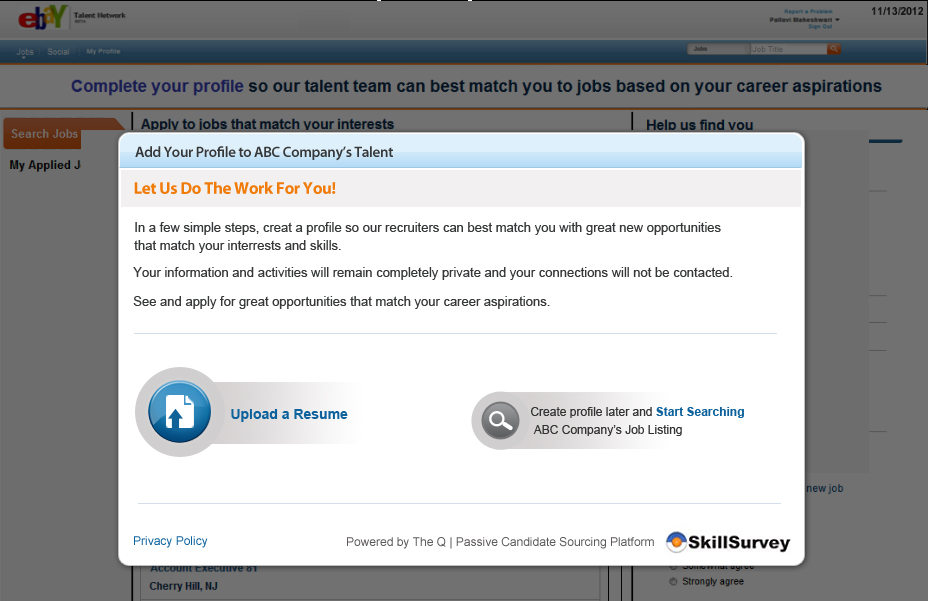 ebay
Talent Network
BETA
Report a Problem
Pallavi Maheshwari
Sign Out
11/13/2012
Jobs
Social
My Profile
Jobs
Job Title
Complete your profile so our talent team can best match you to jobs based on your career aspirations
Search Jobs
My Applied J
Apply to jobs that match your interests
Help us find you
Add Your Profile to ABC Company's Talent
Let Us Do The Work For You!
In a few simple steps, creat a profile so our recruiters can best match you with great new opportunities
that match your interrests and skills.
Your information and activities will remain completely private and your connections will not be contacted.
See and apply for great opportunities that match your career aspirations.
Upload a Resume
Create profile later and Start Searching
ABC Company's Job Listing
new job
Privacy Policy
Powered by The Q | Passive Candidate Sourcing Platform
SkillSurvey
Account Executive 81
Cherry Hill, NJ
Somewhat agree
Strongly agree